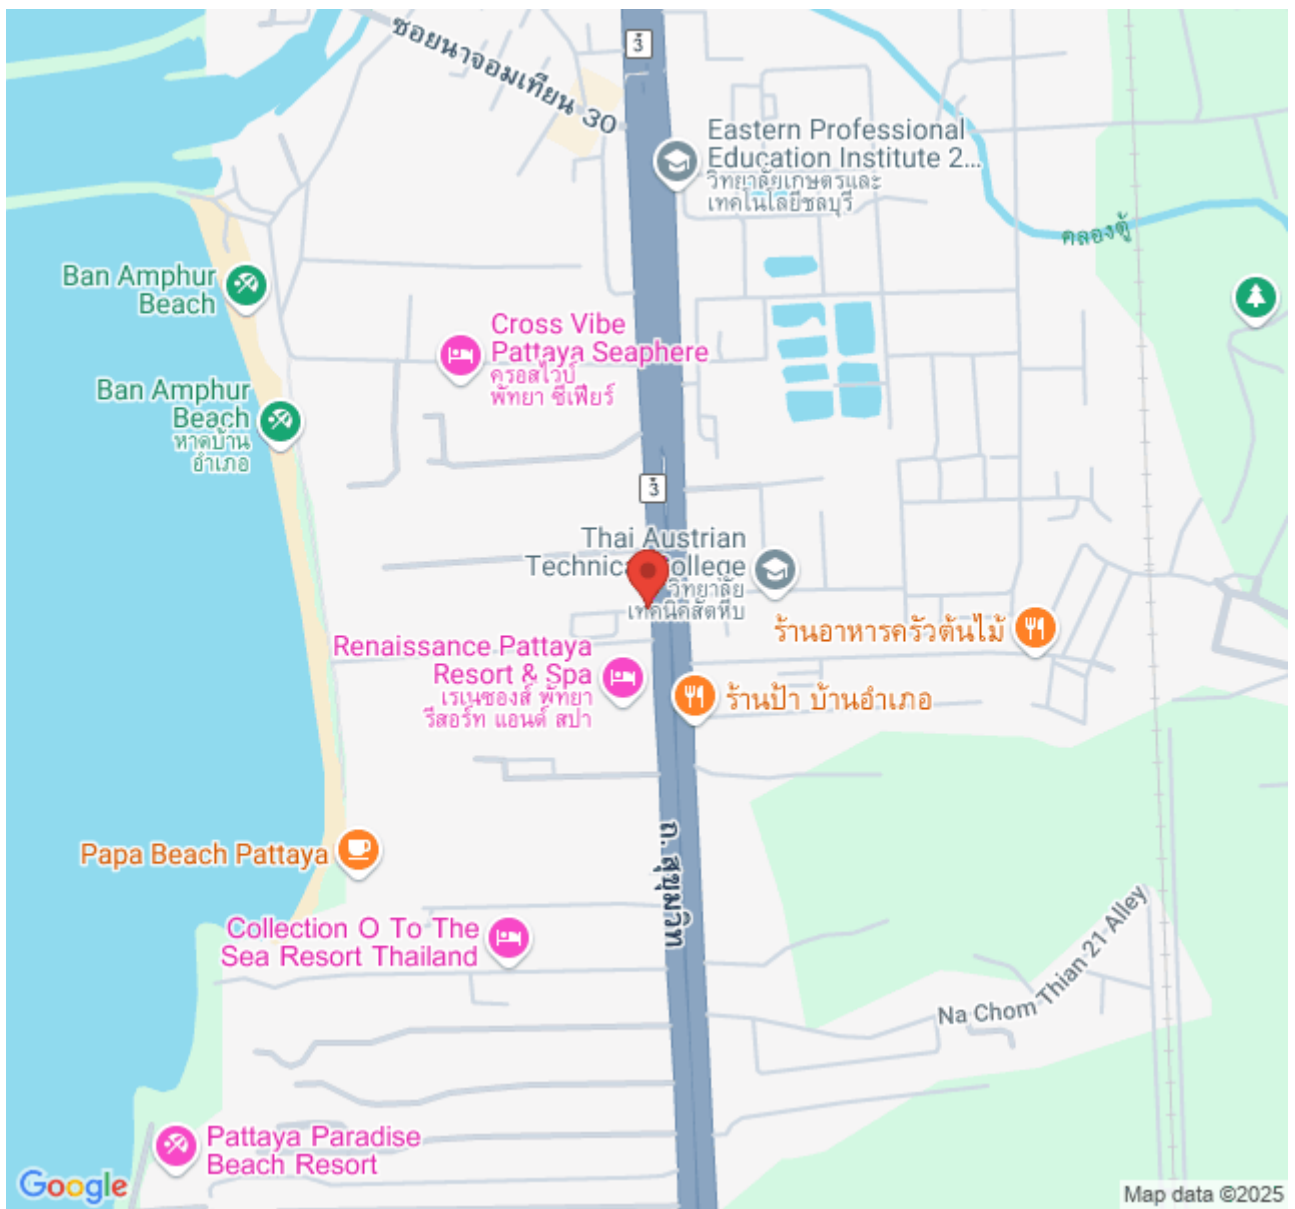 ซอยนาจอมเทียน 30
3
Eastern Professional
Education Institute 2...
วิทยาลัยเกษตรและ
เทคโนโลยีชลบุรี
คลองตู้
Ban Amphur
Beach
Cross Vibe
Pattaya Seaphere
ครอสไวบ์
พัทยา ซีเฟียร์
Ban Amphur
Beach
หาดบ้าน
อำเภอ
3
Thai Austrian
Technical College
วิทยาลัย
เทคนิคสัตหีบ
ร้านอาหารครัวต้นไม้
Renaissance Pattaya
Resort & Spa
เรเนซองส์ พัทยา
รีสอร์ท แอนด์ สปา
ร้านป้า บ้านอำเภอ
ถ. สุขุมวิท
Papa Beach Pattaya
Collection O To The
Sea Resort Thailand
Na Chom Thian 21 Alley
Pattaya Paradise
Beach Resort
Google
Map data ©2025